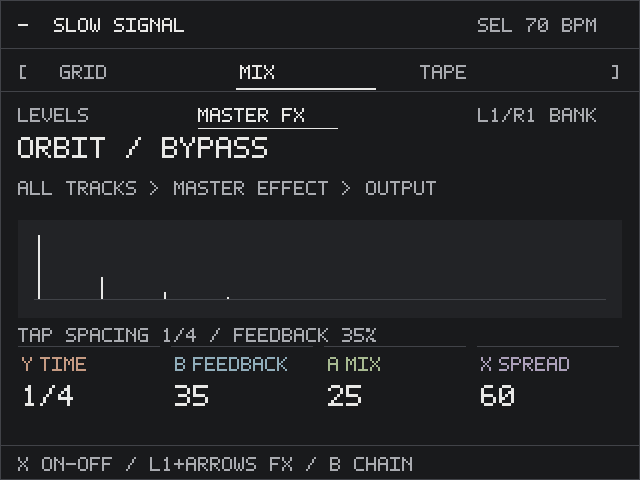 — SLOW SIGNAL SEL 70 BPM
[ GRID MIX TAPE ]
LEVELS MASTER FX L1/R1 BANK
ORBIT / BYPASS
ALL TRACKS > MASTER EFFECT > OUTPUT
TAP SPACING 1/4 / FEEDBACK 35%
Y TIME B FEEDBACK A MIX X SPREAD
1/4 35 25 60
X ON-OFF / L1+ARROWS FX / B CHAIN